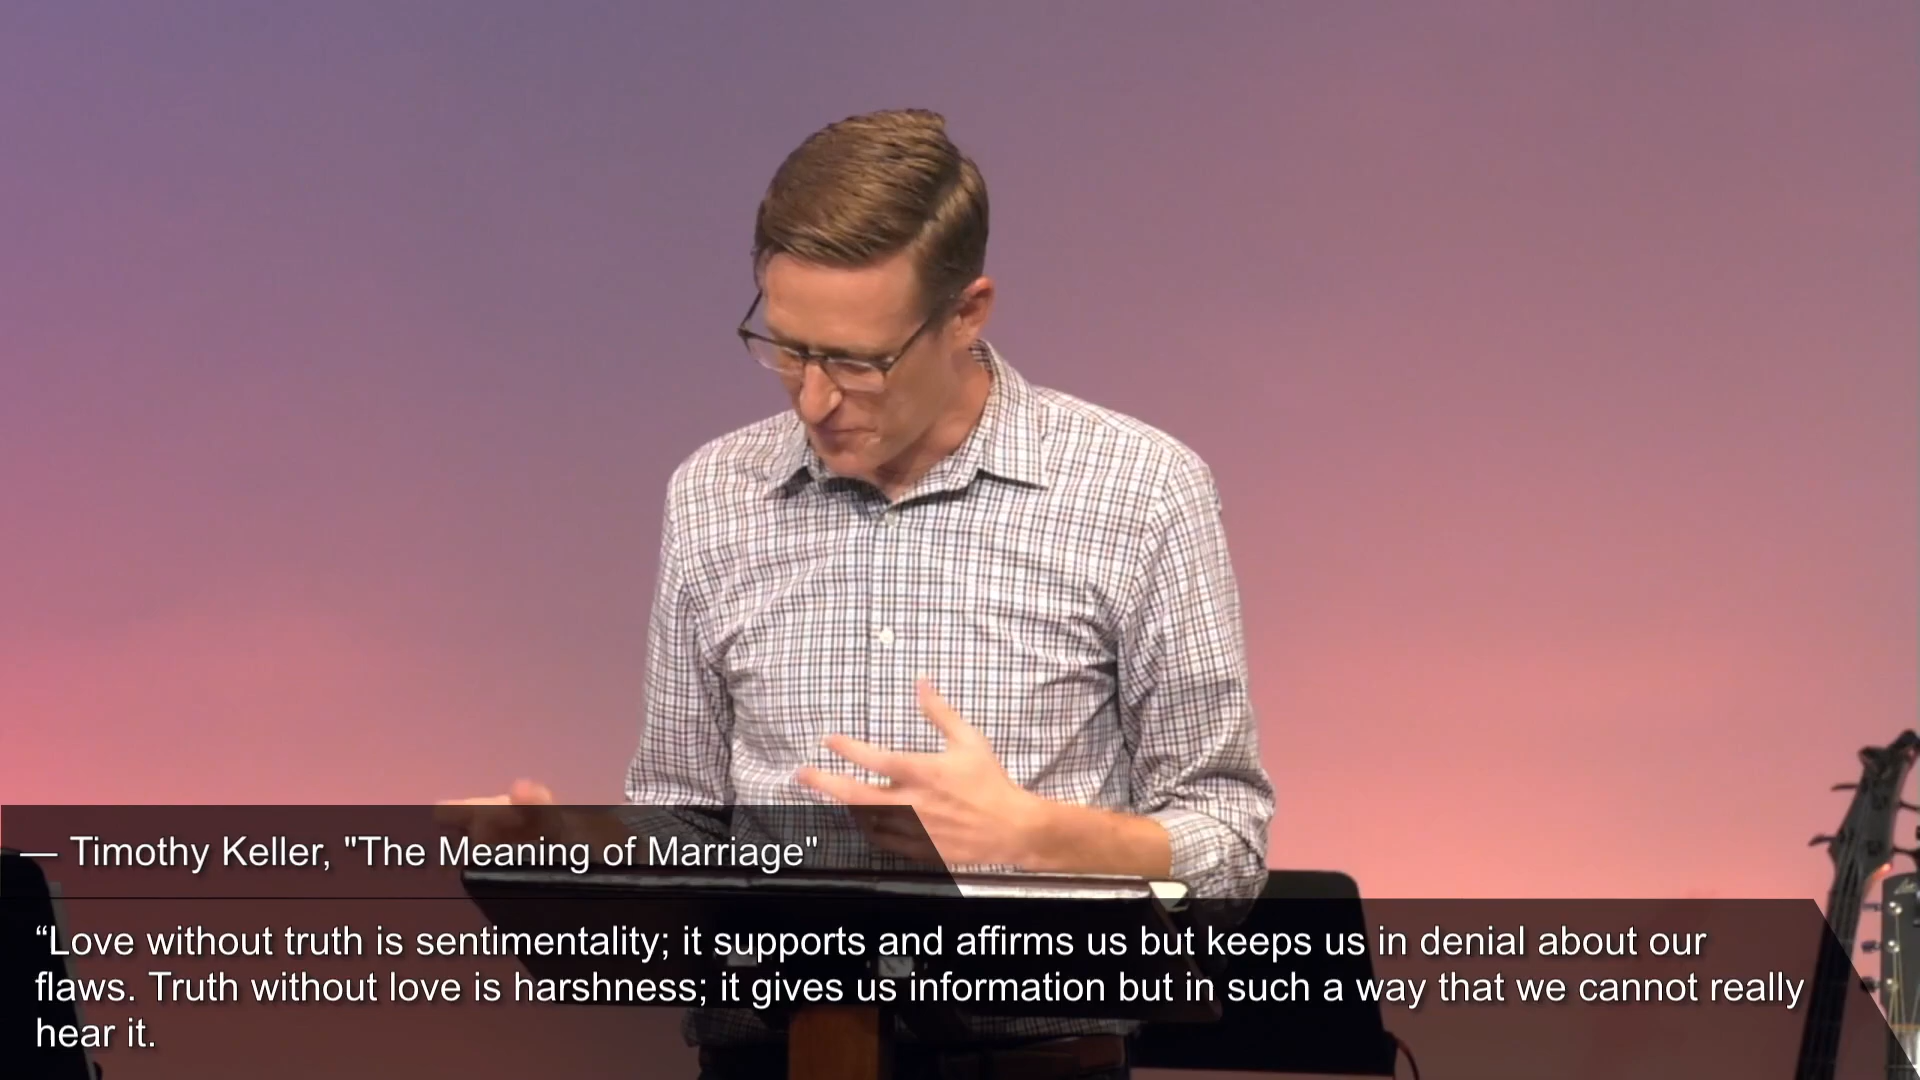 — Timothy Keller, "The Meaning of Marriage"
“Love without truth is sentimentality; it supports and affirms us but keeps us in denial about our
flaws. Truth without love is harshness; it gives us information but in such a way that we cannot really
hear it.